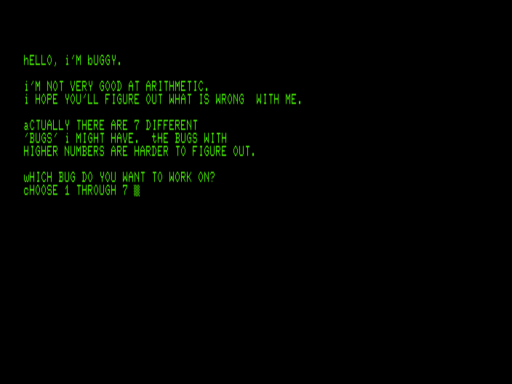 hELLO, i'M bUGGY.
i'M NOT VERY GOOD AT ARITHMETIC.
i HOPE YOU'LL FIGURE OUT WHAT IS WRONG  WITH ME.
aCTUALLY THERE ARE 7 DIFFERENT
'BUGS' i MIGHT HAVE.  tHE BUGS WITH
HIGHER NUMBERS ARE HARDER TO FIGURE OUT.
wHICH BUG DO YOU WANT TO WORK ON?
cHOOSE 1 THROUGH 7